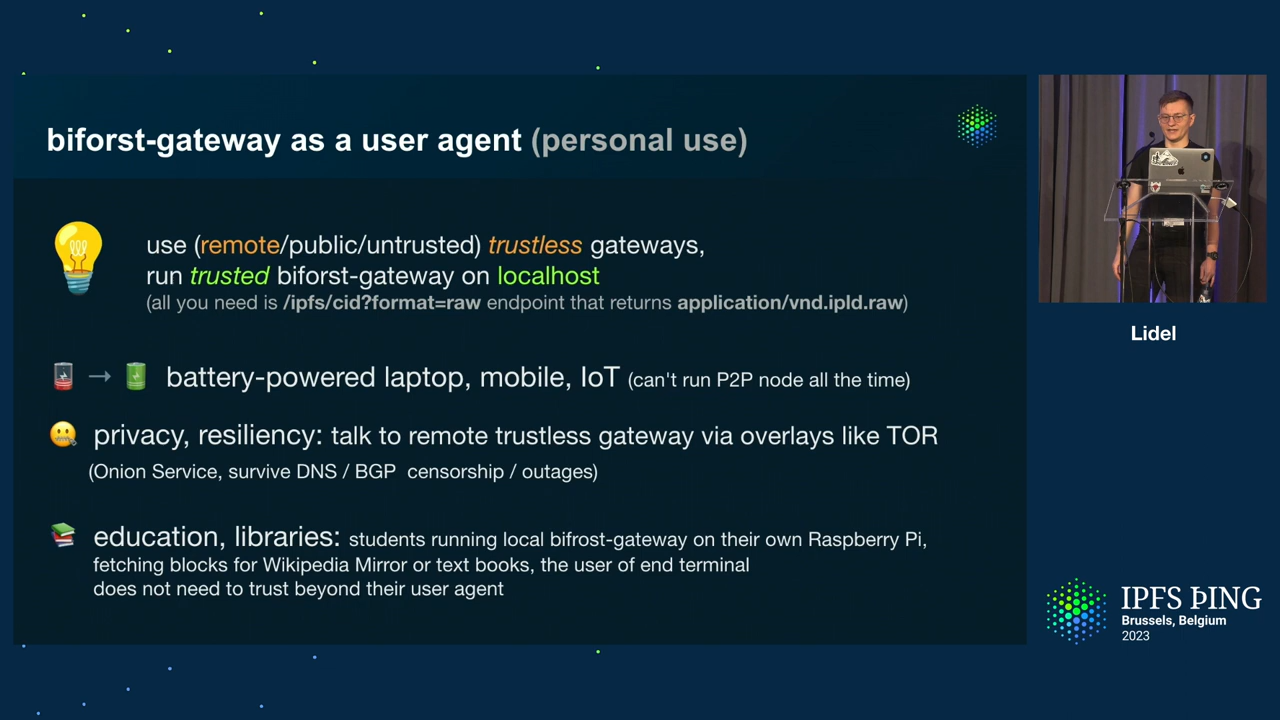 biforst-gateway as a user agent (personal use)
use (remote/public/untrusted) trustless gateways,
run trusted biforst-gateway on localhost
(all you need is /ipfs/cid?format=raw endpoint that returns application/vnd.ipld.raw)
battery-powered laptop, mobile, IoT (can't run P2P node all the time)
privacy, resiliency: talk to remote trustless gateway via overlays like TOR
(Onion Service, survive DNS / BGP censorship / outages)
education, libraries: students running local bifrost-gateway on their own Raspberry Pi,
fetching blocks for Wikipedia Mirror or text books, the user of end terminal
does not need to trust beyond their user agent
Lidel
IPFS ÞING
Brussels, Belgium
2023